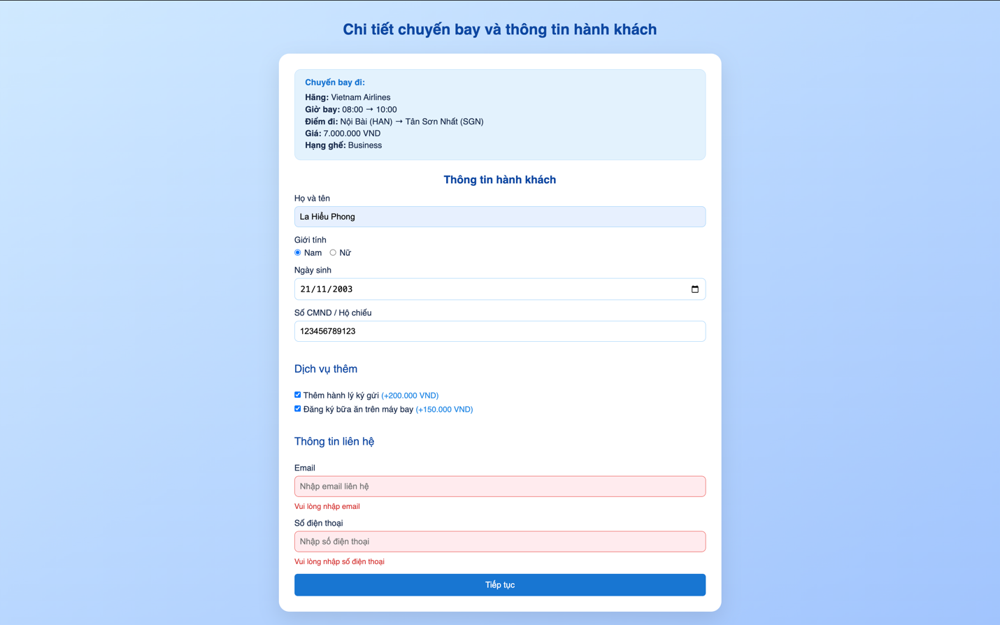 Chi tiết chuyến bay và thông tin hành khách
Chuyến bay đi:
Hãng: Vietnam Airlines
Giờ bay: 08:00 → 10:00
Điểm đi: Nội Bài (HAN) → Tân Sơn Nhất (SGN)
Giá: 7.000.000 VND
Hạng ghế: Business
Thông tin hành khách
Họ và tên
La Hiểu Phong
Giới tính
Nam Nữ
Ngày sinh
21/11/2003
Số CMND / Hộ chiếu
123456789123
Dịch vụ thêm
Thêm hành lý ký gửi (+200.000 VND)
Đăng ký bữa ăn trên máy bay (+150.000 VND)
Thông tin liên hệ
Email
Nhập email liên hệ
Vui lòng nhập email
Số điện thoại
Nhập số điện thoại
Vui lòng nhập số điện thoại
Tiếp tục